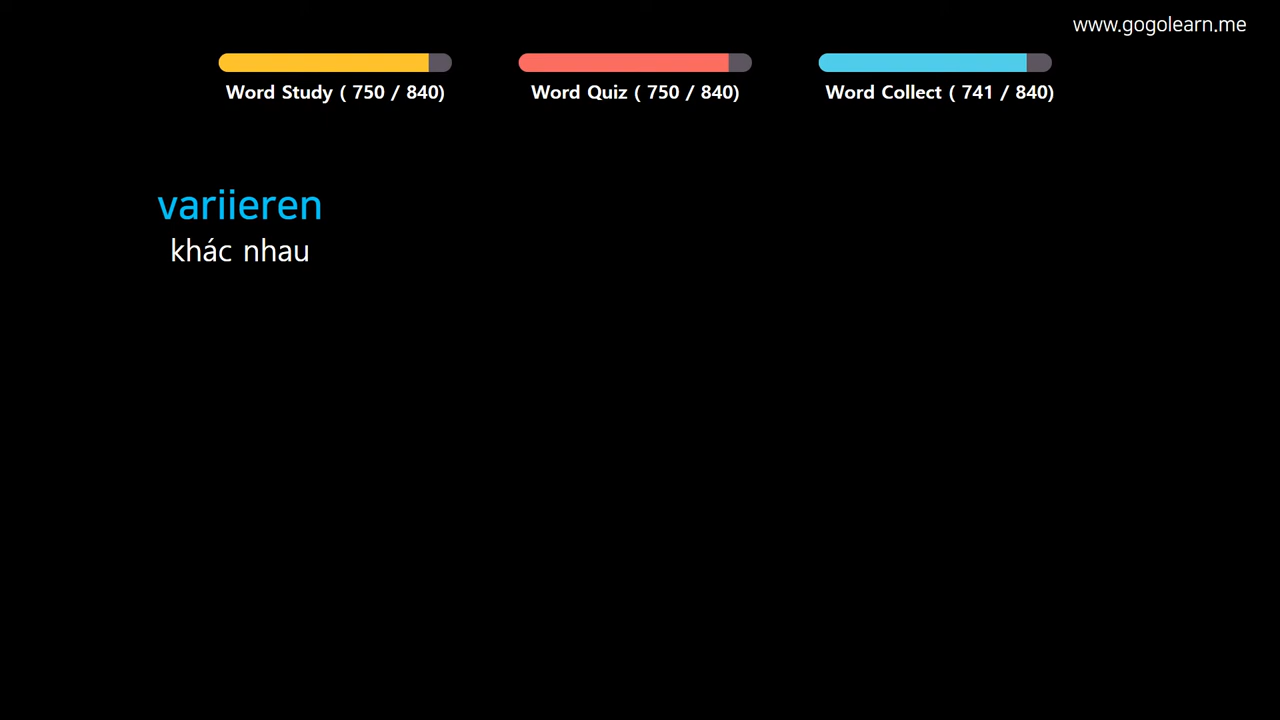 www.gogolearn.me
Word Study ( 750 / 840)
Word Quiz ( 750 / 840)
Word Collect ( 741 / 840)
variieren
khác nhau